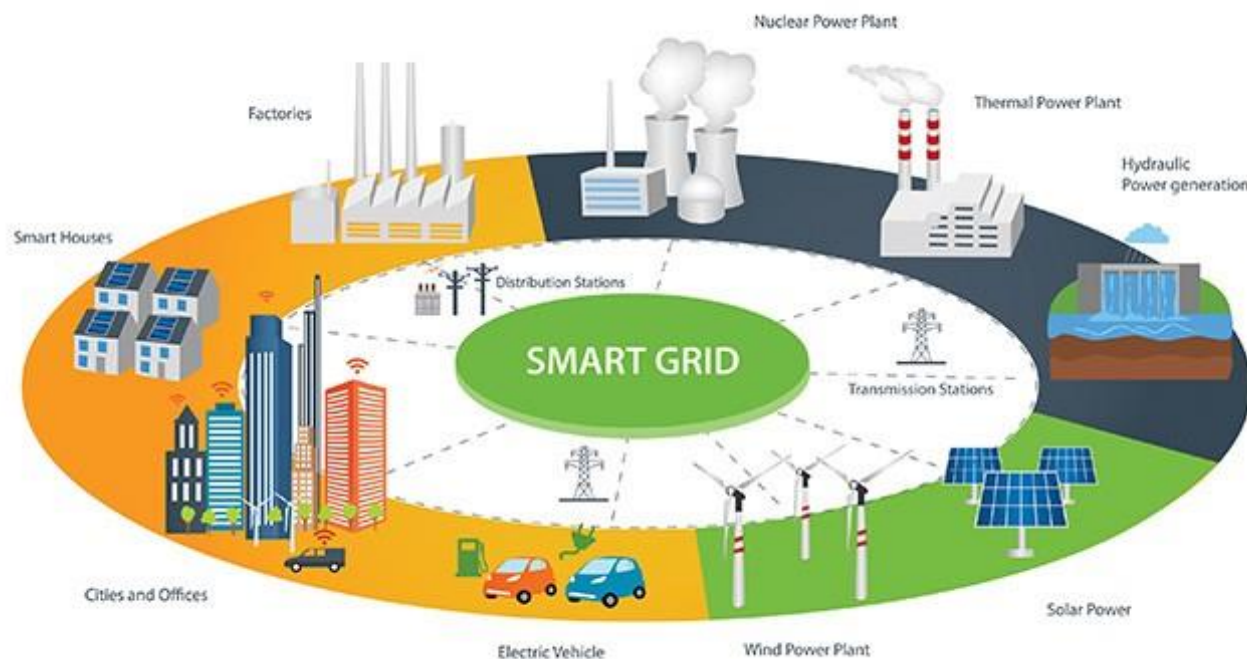 Nuclear Power Plant
Factories
Thermal Power Plant
Hydraulic
Power generation
Smart Houses
Distribution Stations
SMART GRID
Transmission Stations
Cities and Offices
Solar Power
Electric Vehicle
Wind Power Plant